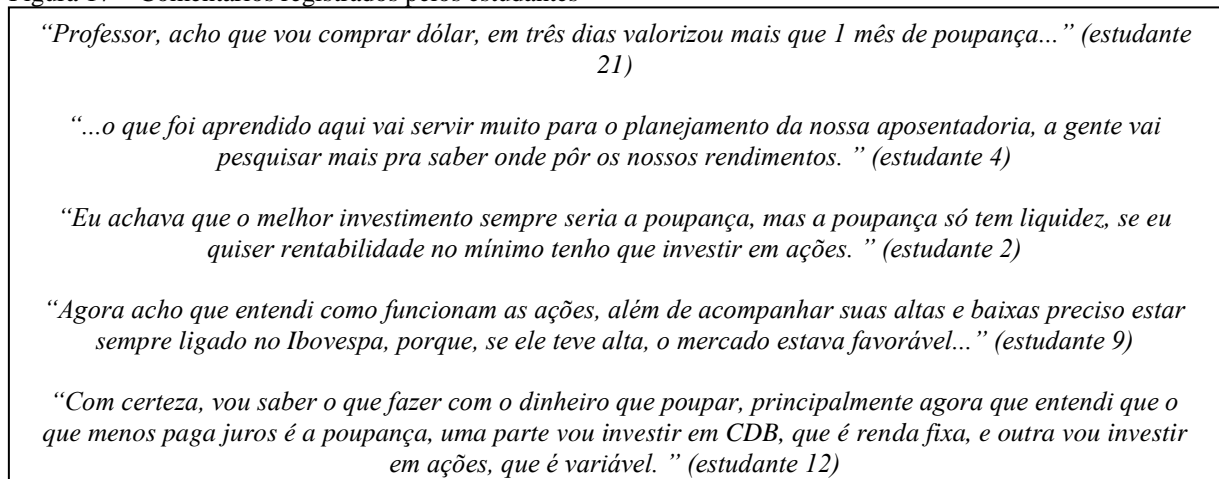 “Professor, acho que vou comprar dólar, em três dias valorizou mais que 1 mês de poupança...” (estudante
21)
“...o que foi aprendido aqui vai servir muito para o planejamento da nossa aposentadoria, a gente vai
pesquisar mais pra saber onde pôr os nossos rendimentos. ” (estudante 4)
“Eu achava que o melhor investimento sempre seria a poupança, mas a poupança só tem liquidez, se eu
quiser rentabilidade no mínimo tenho que investir em ações. ” (estudante 2)
“Agora acho que entendi como funcionam as ações, além de acompanhar suas altas e baixas preciso estar
sempre ligado no Ibovespa, porque, se ele teve alta, o mercado estava favorável...” (estudante 9)
“Com certeza, vou saber o que fazer com o dinheiro que poupar, principalmente agora que entendi que o
que menos paga juros é a poupança, uma parte vou investir em CDB, que é renda fixa, e outra vou investir
em ações, que é variável. ” (estudante 12)